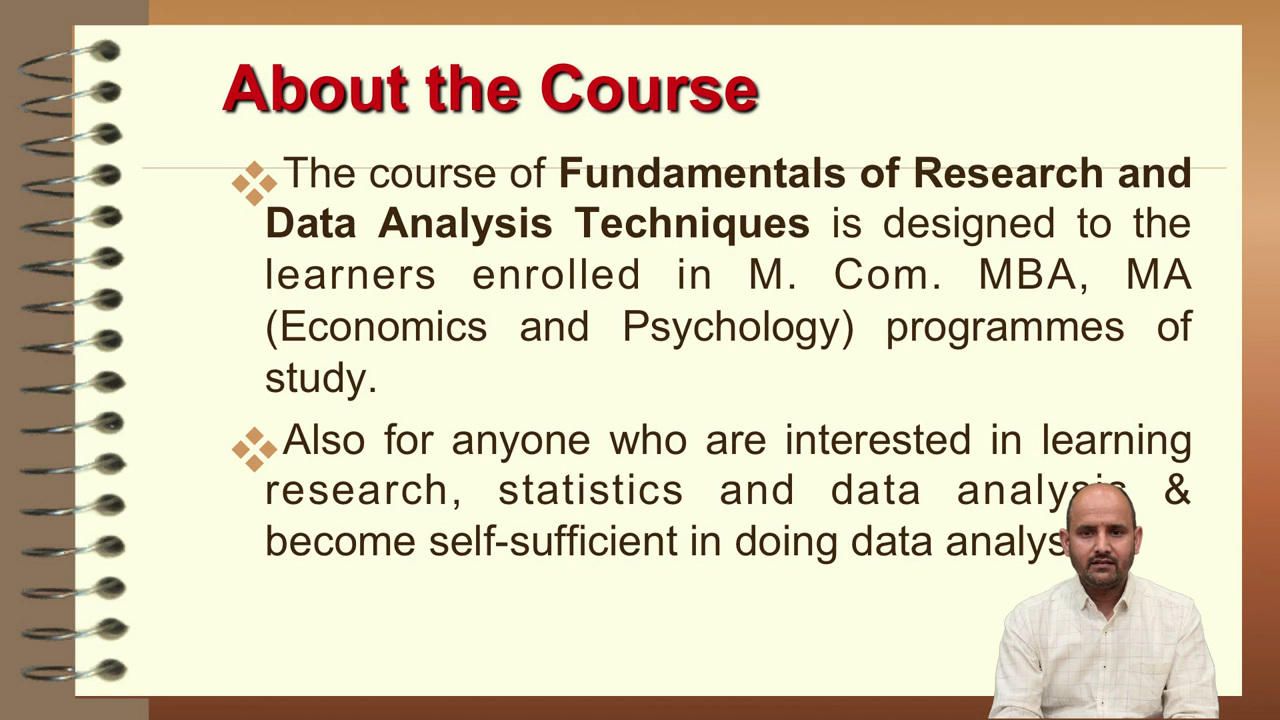 About the Course
The course of Fundamentals of Research and
Data Analysis Techniques is designed to the
learners enrolled in M. Com. MBA, MA
(Economics and Psychology) programmes of
study.
Also for anyone who are interested in learning
research, statistics and data analysis &
become self-sufficient in doing data